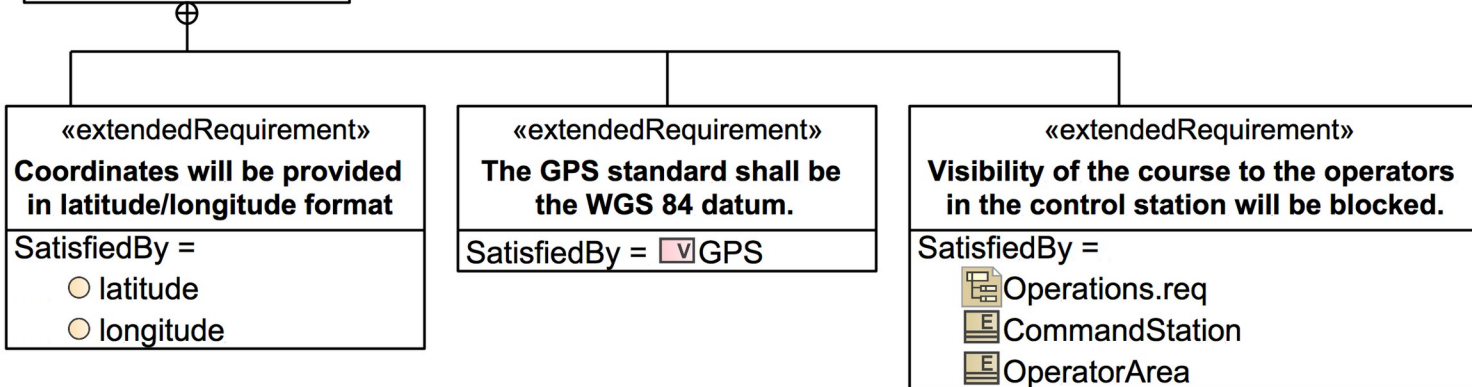 «extendedRequirement»
Coordinates will be provided
in latitude/longitude format
SatisfiedBy =
latitude
longitude
«extendedRequirement»
The GPS standard shall be
the WGS 84 datum.
SatisfiedBy = V GPS
«extendedRequirement»
Visibility of the course to the operators
in the control station will be blocked.
SatisfiedBy =
Operations.req
E CommandStation
E OperatorArea